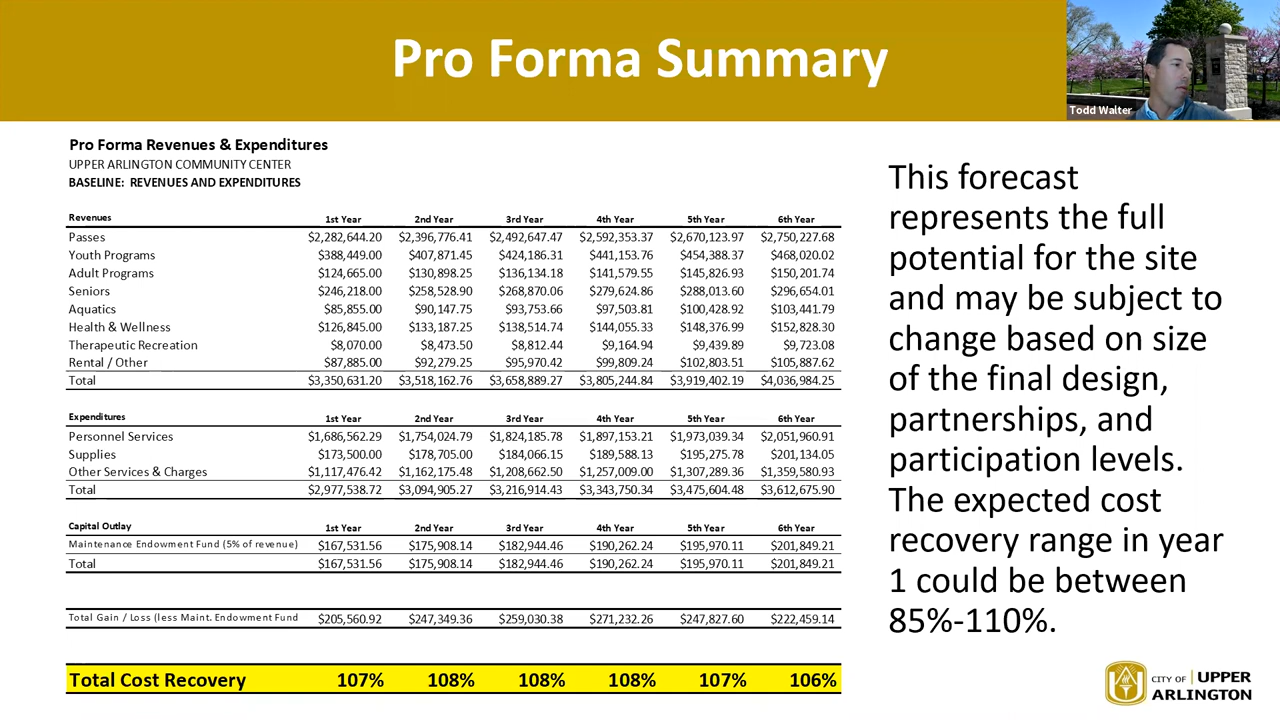 Pro Forma Summary
Todd Walter
Pro Forma Revenues & Expenditures
UPPER ARLINGTON COMMUNITY CENTER
BASELINE: REVENUES AND EXPENDITURES
Revenues 1st Year 2nd Year 3rd Year 4th Year 5th Year 6th Year
Passes $2,282,644.20 $2,396,776.41 $2,492,647.47 $2,592,353.37 $2,670,123.97 $2,750,227.68
Youth Programs $388,449.00 $407,871.45 $424,186.31 $441,153.76 $454,388.37 $468,020.02
Adult Programs $124,665.00 $130,898.25 $136,134.18 $141,579.55 $145,826.93 $150,201.74
Seniors $246,218.00 $258,528.90 $268,870.06 $279,624.86 $288,013.60 $296,654.01
Aquatics $85,855.00 $90,147.75 $93,753.66 $97,503.81 $100,428.92 $103,441.79
Health & Wellness $126,845.00 $133,187.25 $138,514.74 $144,055.33 $148,376.99 $152,828.30
Therapeutic Recreation $8,070.00 $8,473.50 $8,812.44 $9,164.94 $9,439.89 $9,723.08
Rental / Other $87,885.00 $92,279.25 $95,970.42 $99,809.24 $102,803.51 $105,887.62
Total $3,350,631.20 $3,518,162.76 $3,658,889.27 $3,805,244.84 $3,919,402.19 $4,036,984.25
Expenditures 1st Year 2nd Year 3rd Year 4th Year 5th Year 6th Year
Personnel Services $1,686,562.29 $1,754,024.79 $1,824,185.78 $1,897,153.21 $1,973,039.34 $2,051,960.91
Supplies $173,500.00 $178,705.00 $184,066.15 $189,588.13 $195,275.78 $201,134.05
Other Services & Charges $1,117,476.42 $1,162,175.48 $1,208,662.50 $1,257,009.00 $1,307,289.36 $1,359,580.93
Total $2,977,538.72 $3,094,905.27 $3,216,914.43 $3,343,750.34 $3,475,604.48 $3,612,675.90
Capital Outlay 1st Year 2nd Year 3rd Year 4th Year 5th Year 6th Year
Maintenance Endowment Fund (5% of revenue) $167,531.56 $175,908.14 $182,944.46 $190,262.24 $195,970.11 $201,849.21
Total $167,531.56 $175,908.14 $182,944.46 $190,262.24 $195,970.11 $201,849.21
Total Gain / Loss (less Maint. Endowment Fund $205,560.92 $247,349.36 $259,030.38 $271,232.26 $247,827.60 $222,459.14
Total Cost Recovery 107% 108% 108% 108% 107% 106%
This forecast
represents the full
potential for the site
and may be subject to
change based on size
of the final design,
partnerships, and
participation levels.
The expected cost
recovery range in year
1 could be between
85%-110%.
CITY OF UPPER
ARLINGTON